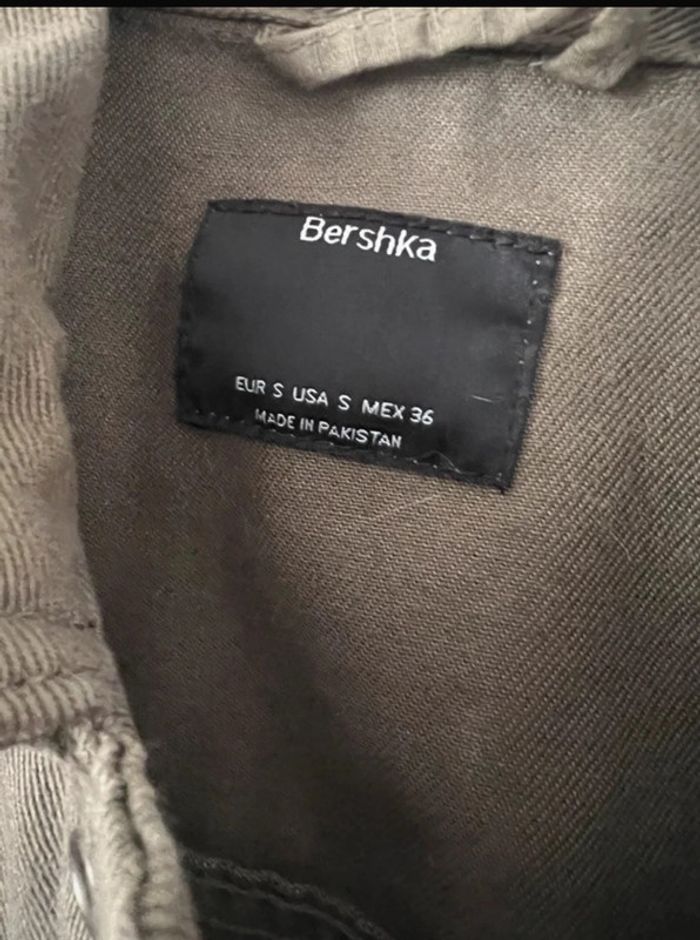 Bershka
EUR S USA S MEX 36
MADE IN PAKISTAN